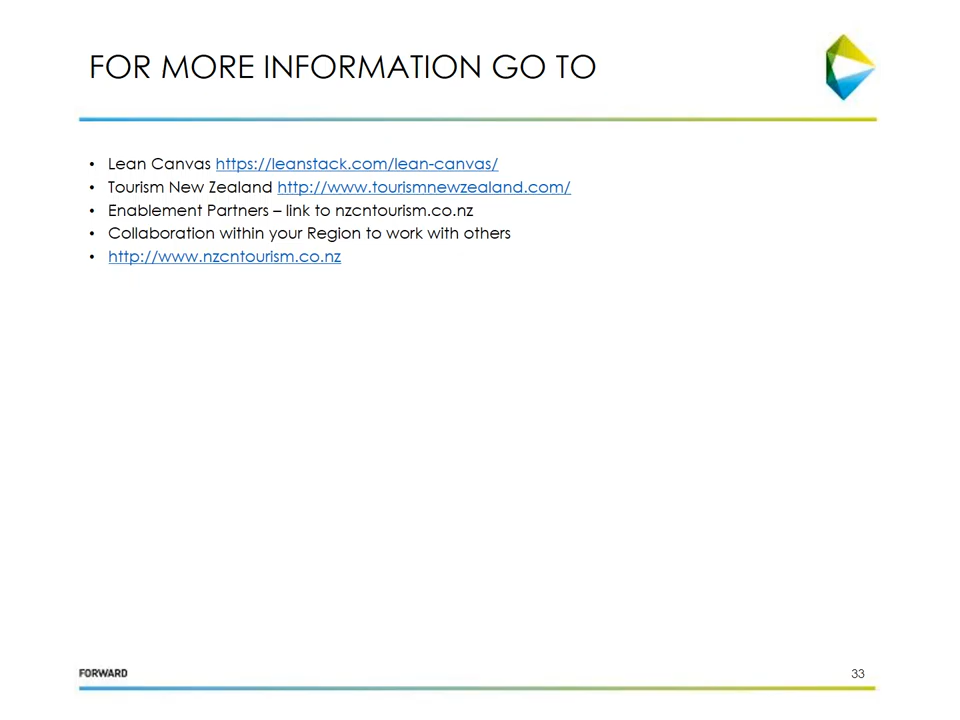 FOR MORE INFORMATION GO TO
• Lean Canvas https://leanstack.com/lean-canvas/
• Tourism New Zealand http://www.tourismnewzealand.com/
• Enablement Partners – link to nzcntourism.co.nz
• Collaboration within your Region to work with others
• http://www.nzcntourism.co.nz
FORWARD
33